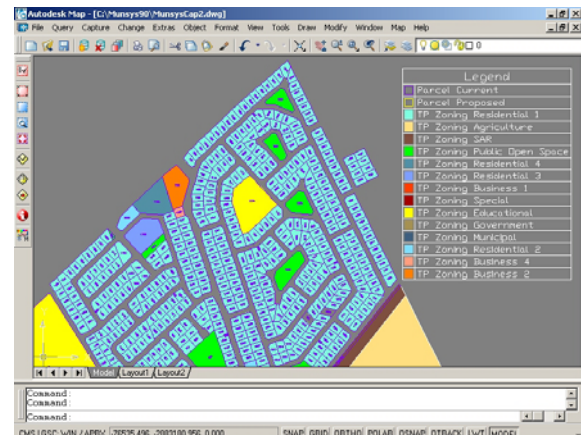 Autodesk Map - [C:\Munsys90\MunsysCap2.dwg]
File Query Capture Change Extras Object Format View Tools Draw Modify Window Map Help
0
Legend
Parcel Current
Parcel Proposed
TP Zoning Residential 1
TP Zoning Agriculture
TP Zoning SAR
TP Zoning Public Open Space
TP Zoning Residential 4
TP Zoning Residential 3
TP Zoning Business 1
TP Zoning Special
TP Zoning Educational
TP Zoning Government
TP Zoning Municipal
TP Zoning Residential 2
TP Zoning Business 4
TP Zoning Business 2
Model Layout1 Layout2
Command:
Command:
Command:
SNAP GRID ORTHO POLAR OSNAP OTRACK LWT MODEL